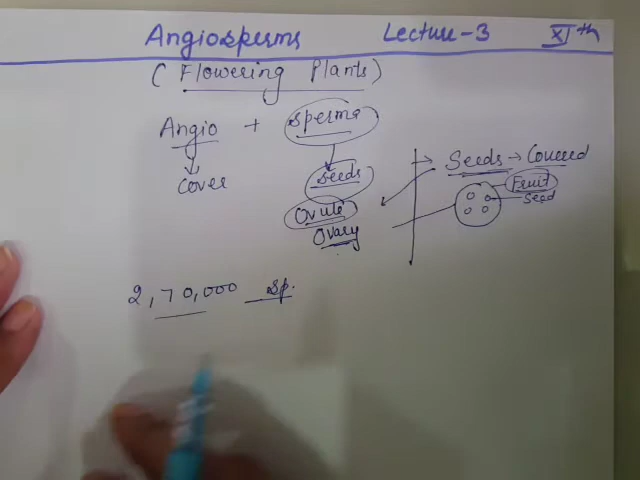 Angiosperms Lecture-3 XIth
(Flowering Plants)
Angio + sperma
Seeds → Covered
Cover
Seeds
Fruit
Seed
Ovule
Ovary
2,70,000 sp.